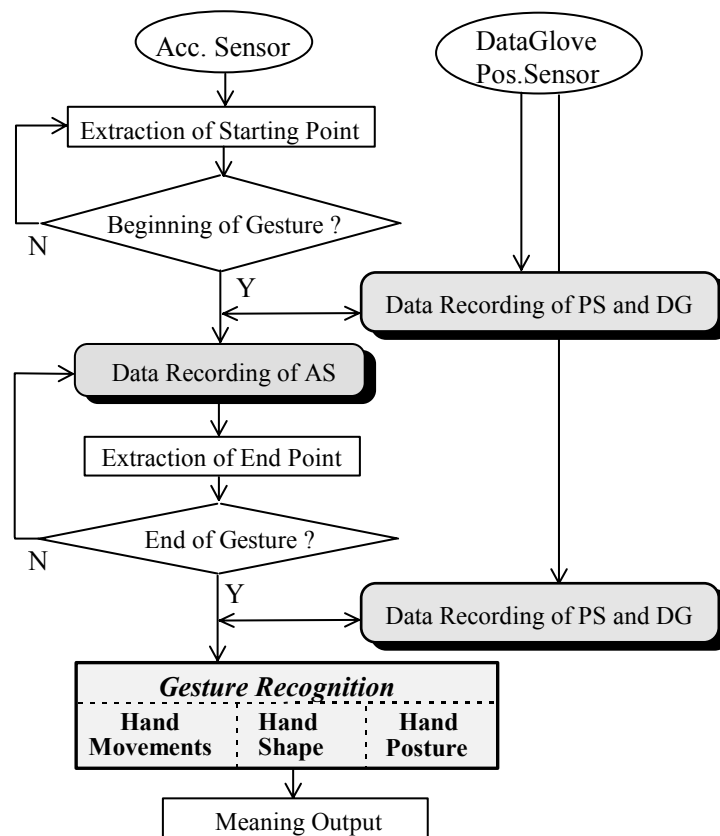 Acc. Sensor
DataGlove
Pos.Sensor
Extraction of Starting Point
Beginning of Gesture ?
N
Y
Data Recording of PS and DG
Data Recording of AS
Extraction of End Point
End of Gesture ?
N
Y
Data Recording of PS and DG
Gesture Recognition
Hand Movements
Hand Shape
Hand Posture
Meaning Output